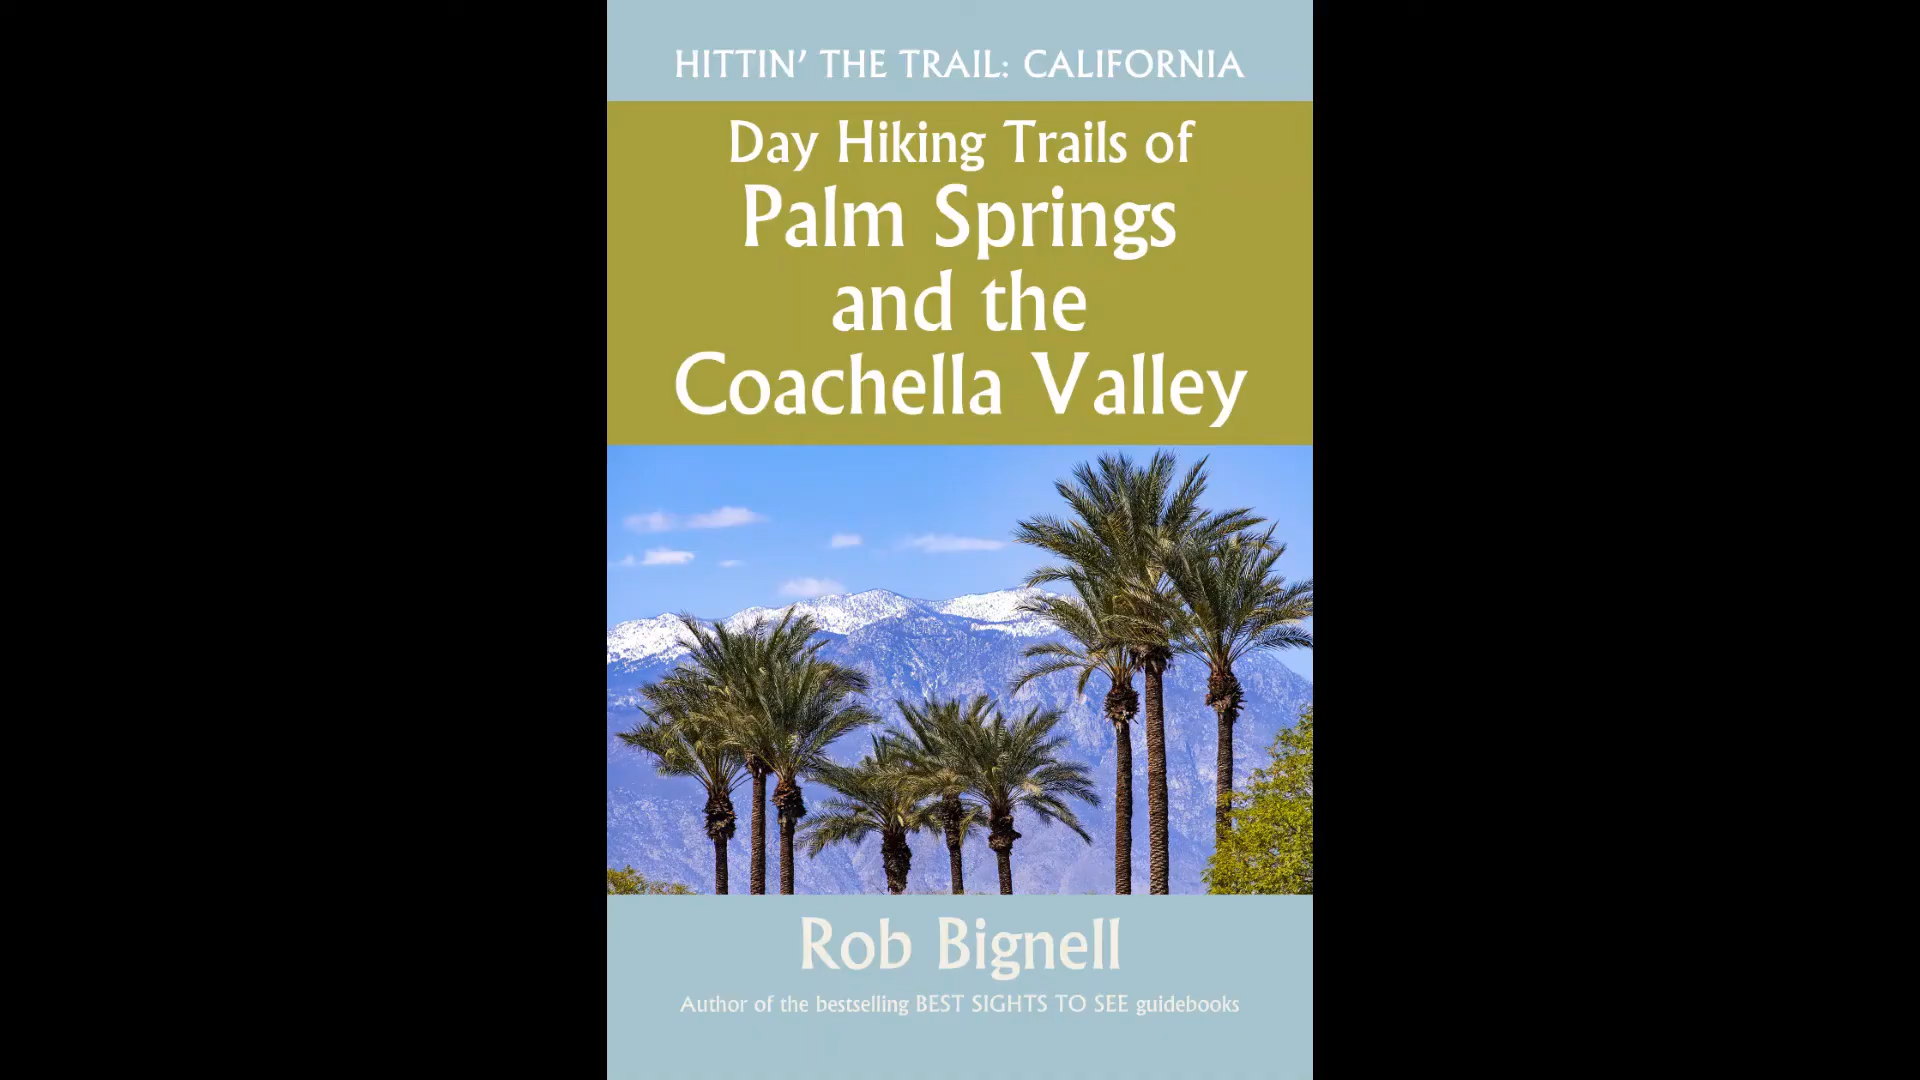 HITTIN’ THE TRAIL: CALIFORNIA
Day Hiking Trails of
Palm Springs
and the
Coachella Valley
Rob Bignell
Author of the bestselling BEST SIGHTS TO SEE guidebooks